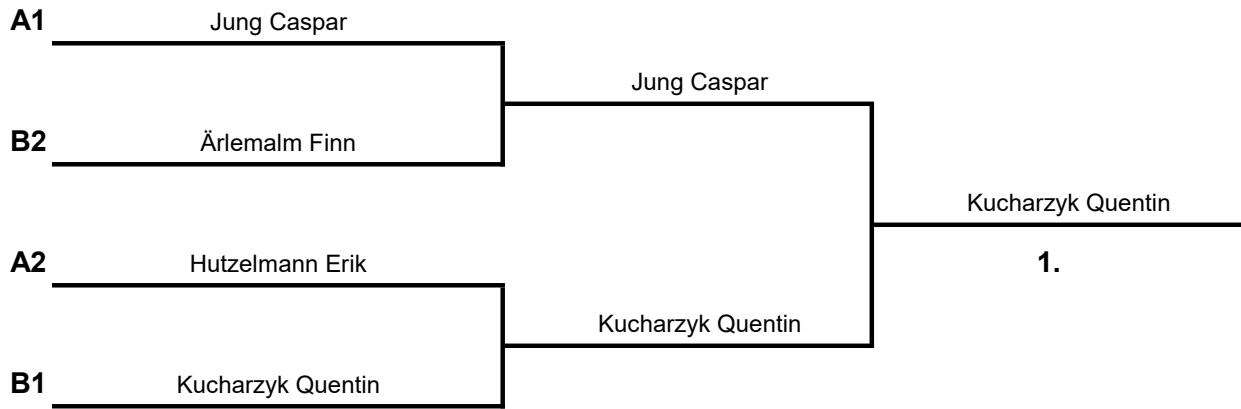 A1 Jung Caspar
Jung Caspar
B2 Ärlemalm Finn
Kucharzyk Quentin
A2 Hutzelmann Erik
1.
Kucharzyk Quentin
B1 Kucharzyk Quentin